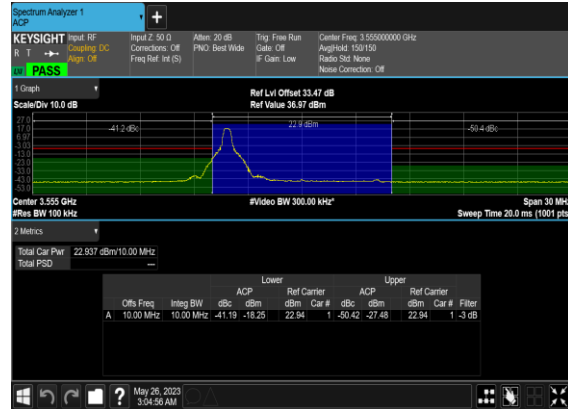 Spectrum Analyzer 1
ACP
+
KEYSIGHT
R T
LXI
PASS
Input: RF
Coupling: DC
Align: Off
Input Z: 50 Ω
Corrections: Off
Freq Ref: Int (S)
Atten: 20 dB
PNO: Best Wide
Trig: Free Run
Gate: Off
IF Gain: Low
Center Freq: 3.555000000 GHz
Avg|Hold: 150/150
Radio Std: None
Noise Correction: Off
1 Graph
Scale/Div 10.0 dB
Ref Lvl Offset 33.47 dB
Ref Value 36.97 dBm
27.0
17.0
6.97
-3.03
-13.0
-23.0
-33.0
-43.0
-53.0
-41.2 dBc
22.9 dBm
-50.4 dBc
Center 3.555 GHz
#Video BW 300.00 kHz*
Span 30 MHz
#Res BW 100 kHz
Sweep Time 20.0 ms (1001 pts
2 Metrics
Total Car Pwr 22.937 dBm/10.00 MHz
Total PSD ---
Lower Upper
ACP Ref Carrier ACP Ref Carrier
Offs Freq Integ BW dBc dBm dBm Car # dBc dBm dBm Car # Filter
A 10.00 MHz 10.00 MHz -41.19 -18.25 22.94 1 -50.42 -27.48 22.94 1 -3 dB
?
May 26, 2023
3:04:56 AM